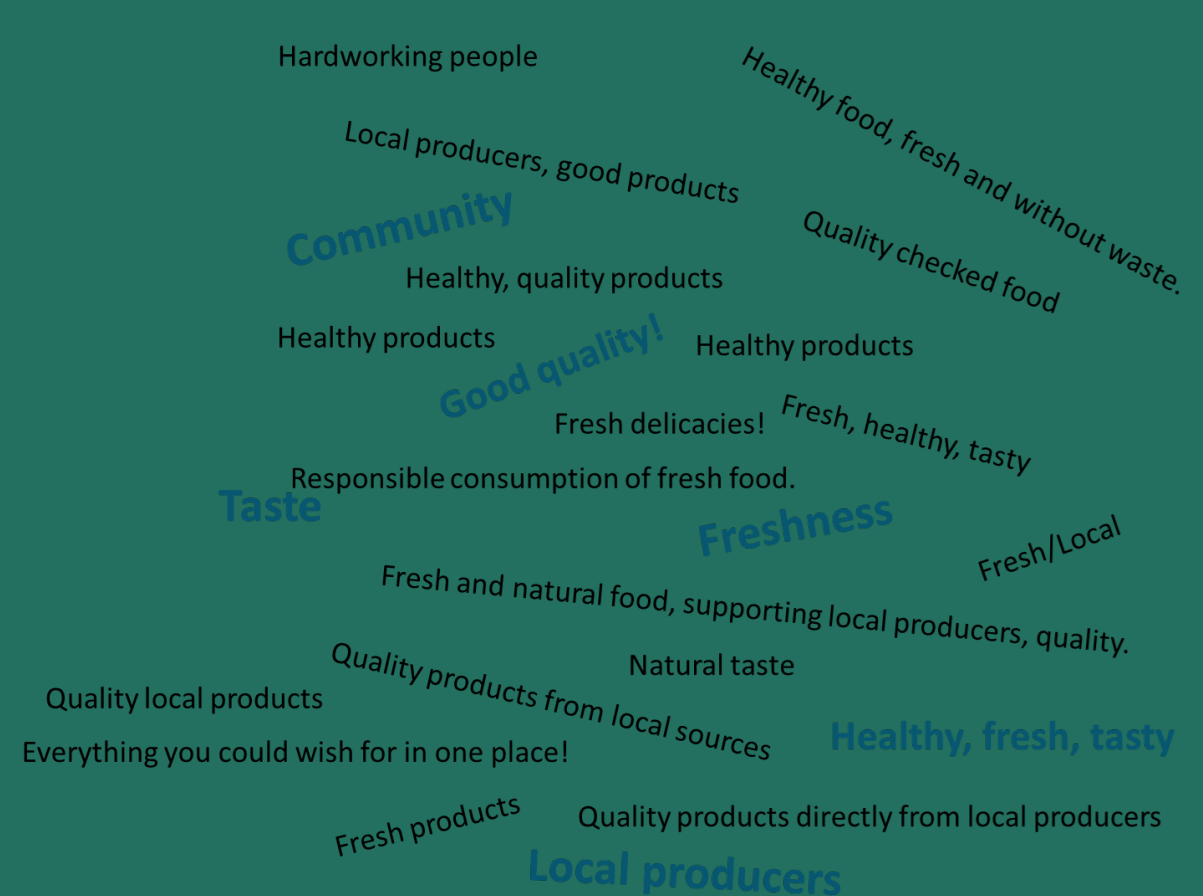 Hardworking people
Healthy food, fresh and without waste.
Local producers, good products
Community
Quality checked food
Healthy, quality products
Healthy products
Good quality!
Healthy products
Fresh delicacies!
Fresh, healthy, tasty
Responsible consumption of fresh food.
Taste
Freshness
Fresh/Local
Fresh and natural food, supporting local producers, quality.
Quality products from local sources
Natural taste
Quality local products
Healthy, fresh, tasty
Everything you could wish for in one place!
Fresh products
Quality products directly from local producers
Local producers